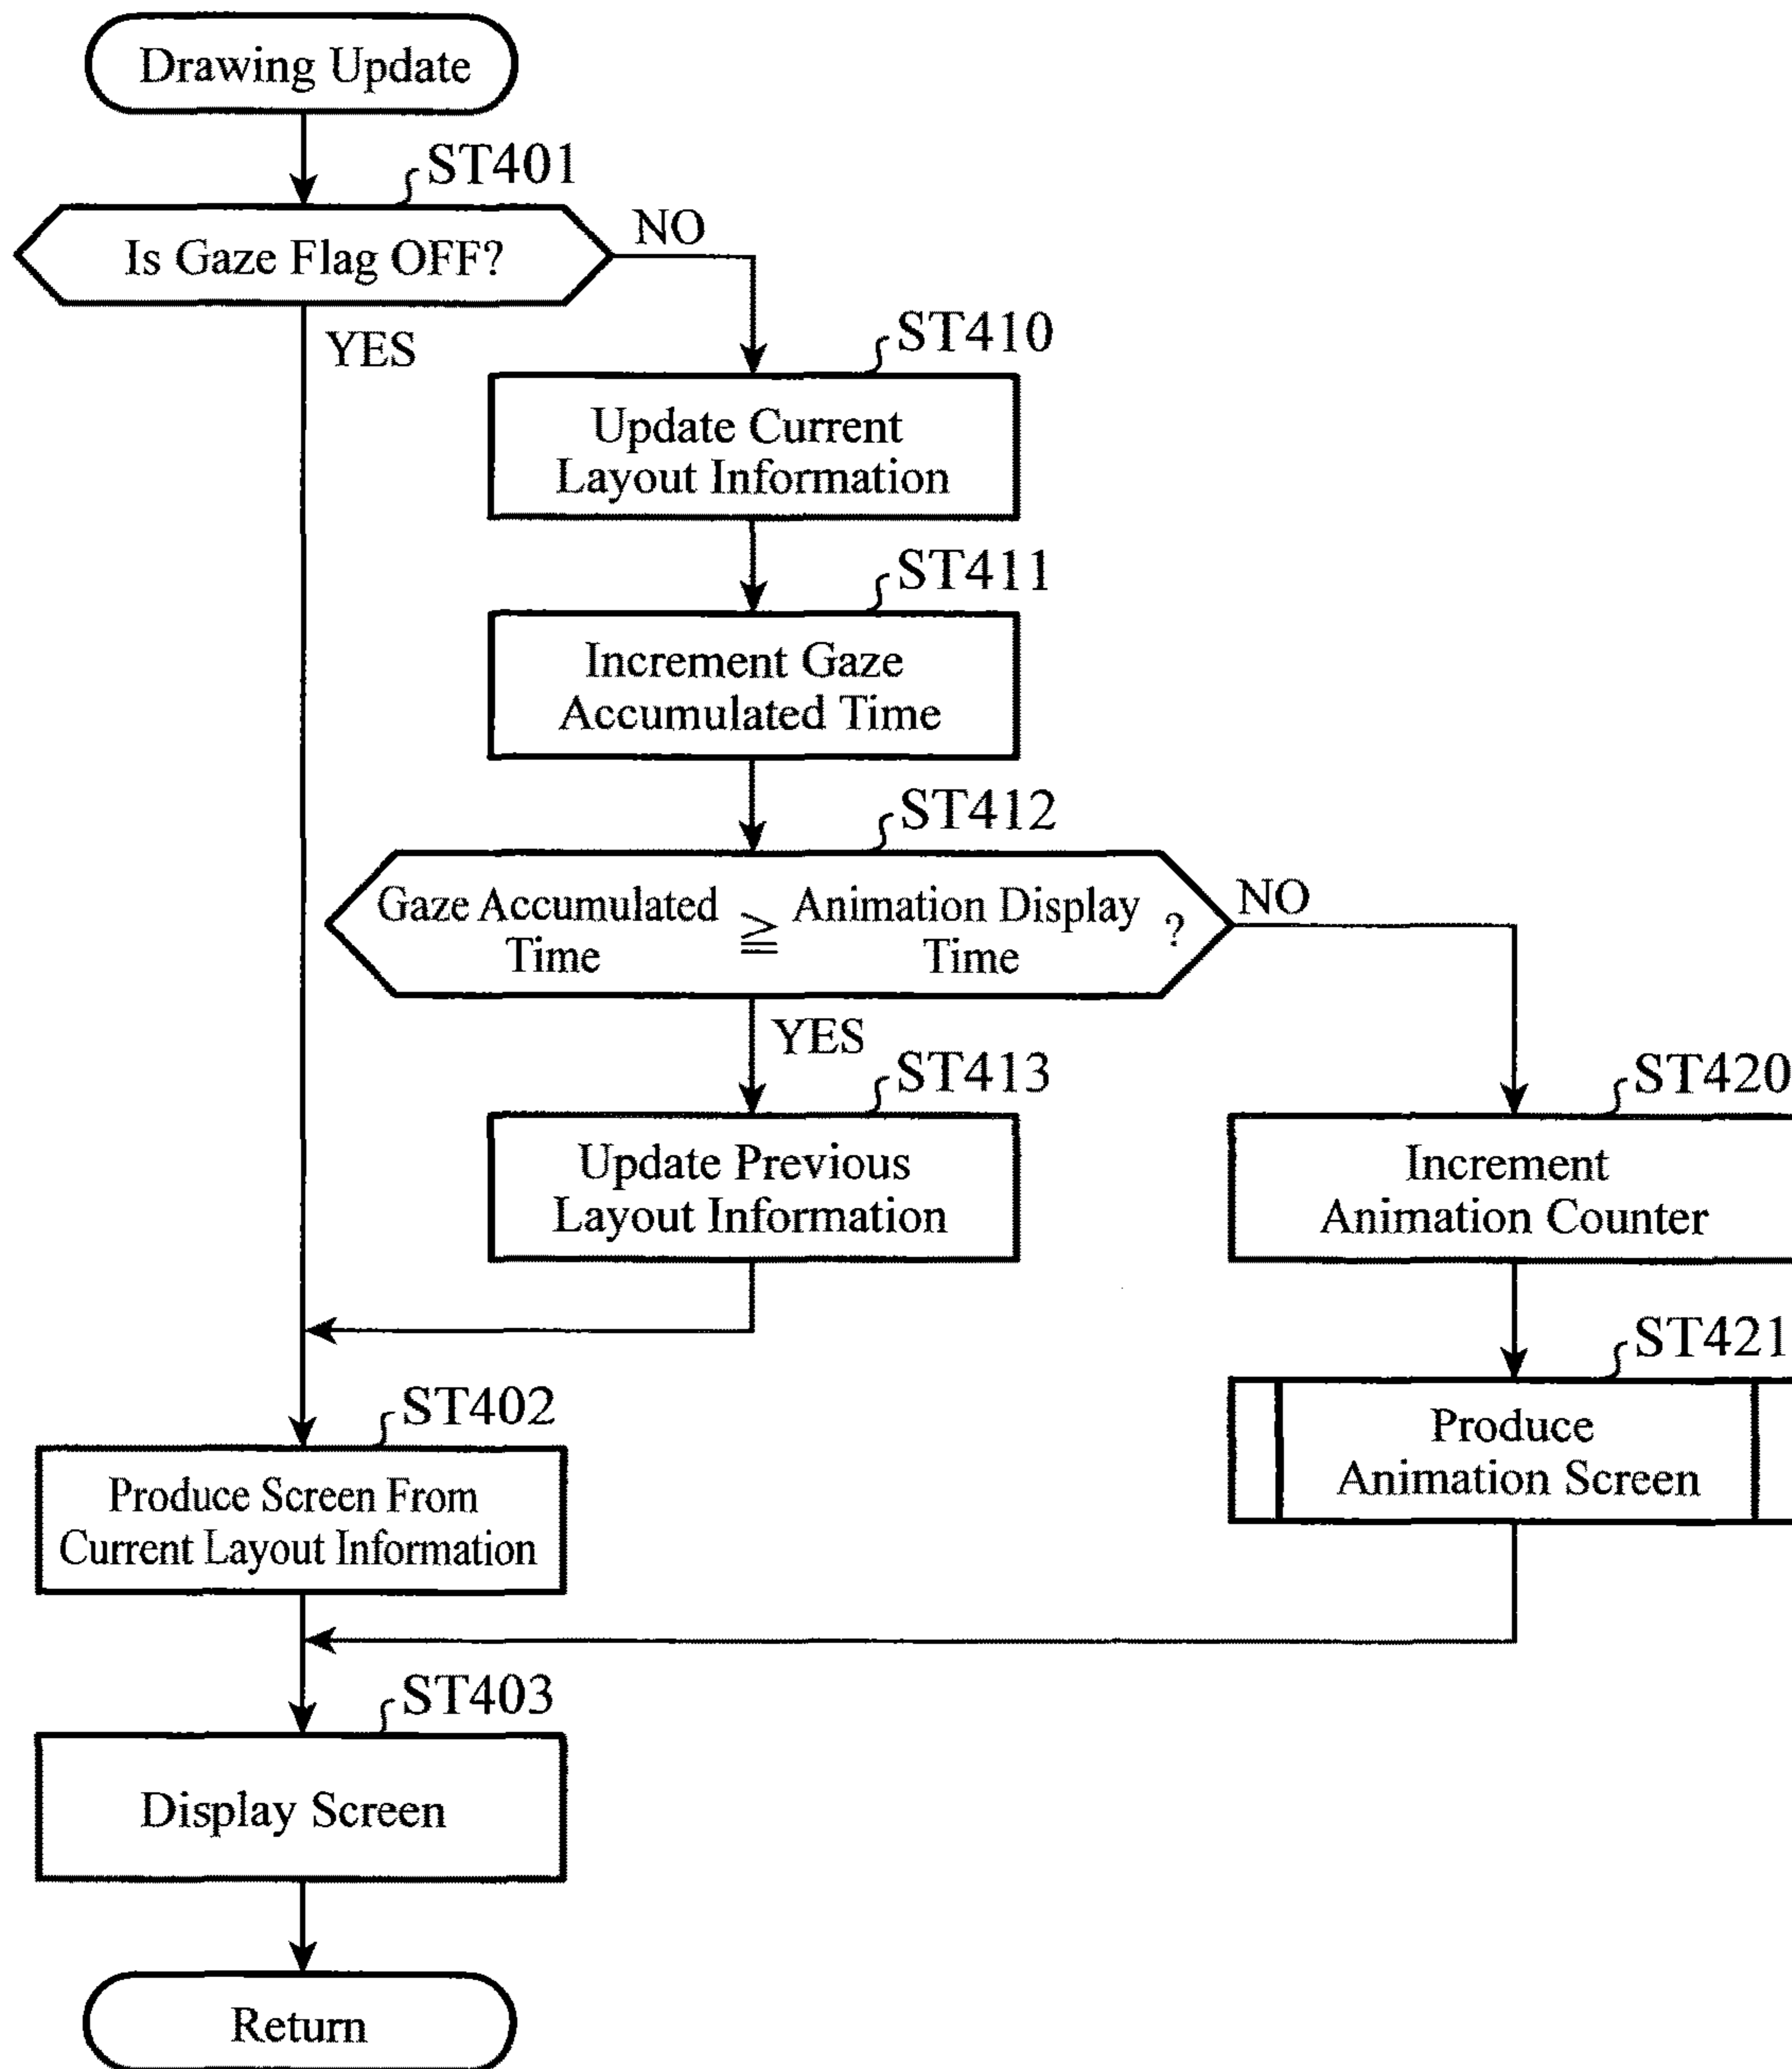 Drawing Update
ST401
Is Gaze Flag OFF?
NO
YES
ST410
Update Current
Layout Information
ST411
Increment Gaze
Accumulated Time
ST412
Gaze Accumulated
Time
≧
Animation Display
Time
?
NO
YES
ST413
Update Previous
Layout Information
ST420
Increment
Animation Counter
ST421
Produce
Animation Screen
ST402
Produce Screen From
Current Layout Information
ST403
Display Screen
Return